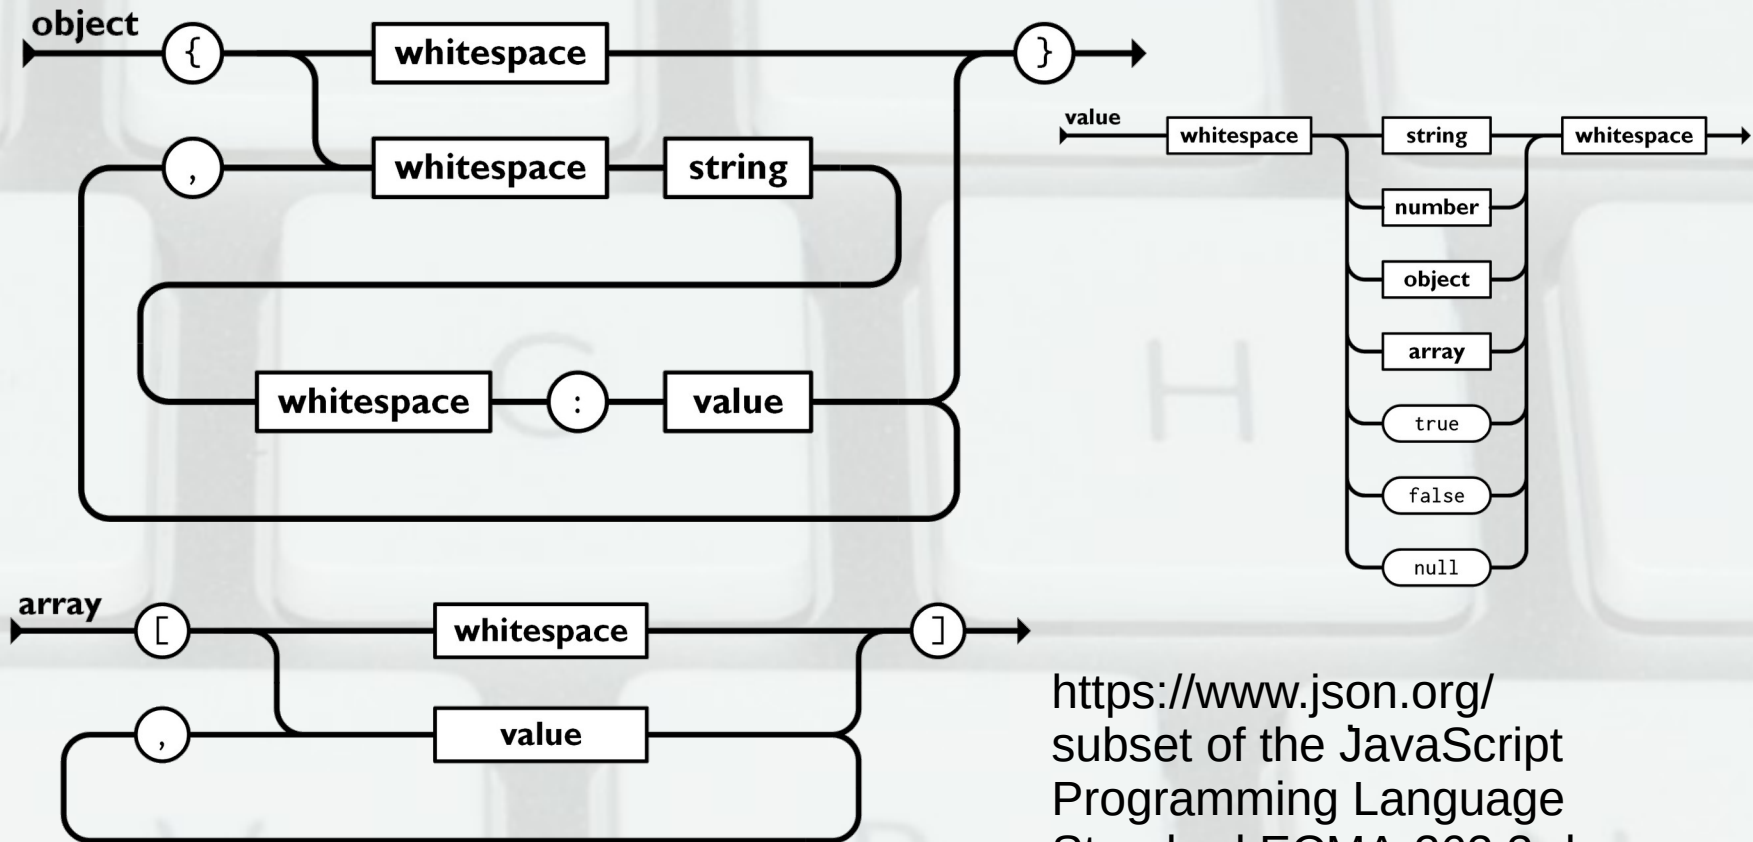 object
{ whitespace }
, whitespace string
whitespace : value
value
whitespace string whitespace
number
object
array
true
false
null
array
[ whitespace ]
, value
https://www.json.org/
subset of the JavaScript
Programming Language